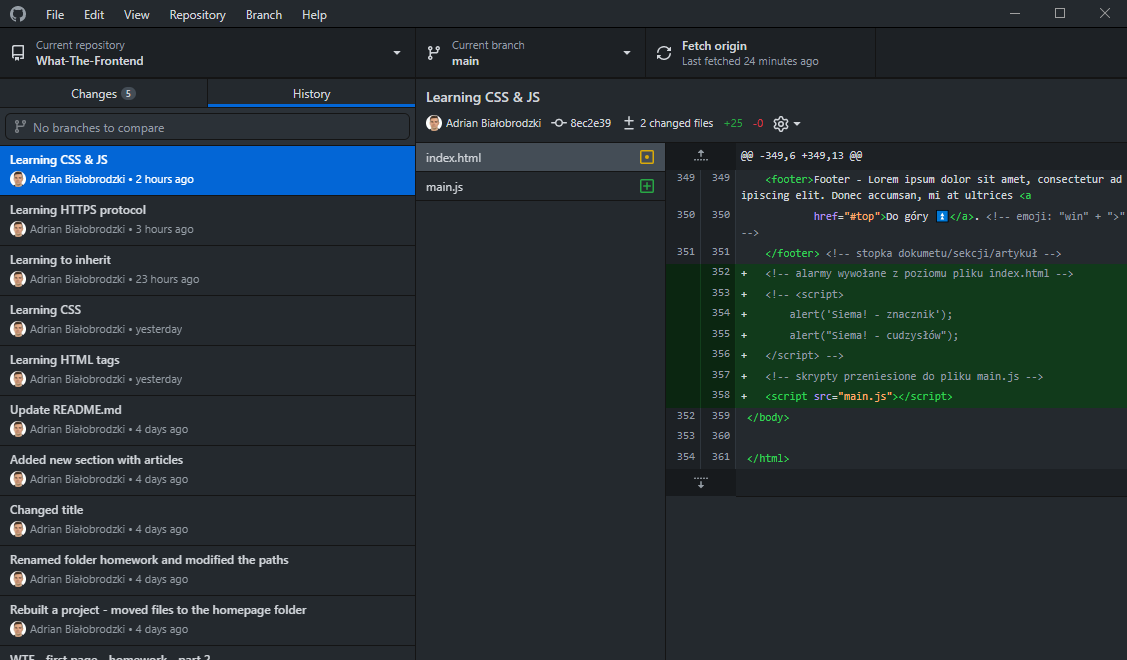 File Edit View Repository Branch Help
Current repository
What-The-Frontend
Current branch
main
Fetch origin
Last fetched 24 minutes ago
Changes 5
History
No branches to compare
Learning CSS & JS
Adrian Białobrodzki • 2 hours ago
Learning HTTPS protocol
Adrian Białobrodzki • 3 hours ago
Learning to inherit
Adrian Białobrodzki • 23 hours ago
Learning CSS
Adrian Białobrodzki • yesterday
Learning HTML tags
Adrian Białobrodzki • yesterday
Update README.md
Adrian Białobrodzki • 4 days ago
Added new section with articles
Adrian Białobrodzki • 4 days ago
Changed title
Adrian Białobrodzki • 4 days ago
Renamed folder homework and modified the paths
Adrian Białobrodzki • 4 days ago
Rebuilt a project - moved files to the homepage folder
Adrian Białobrodzki • 4 days ago
WTF - first page - homework - part 2
Learning CSS & JS
Adrian Białobrodzki 8ec2e39 2 changed files +25 -0
index.html
main.js
@@ -349,6 +349,13 @@
349 349 <footer>Footer - Lorem ipsum dolor sit amet, consectetur ad
ipiscing elit. Donec accumsan, mi at ultrices <a
350 350 href="#top">Do góry ⏫</a>. <!-- emoji: "win" + ">"
-->
351 351 </footer> <!-- stopka dokumetu/sekcji/artykuł -->
352 + <!-- alarmy wywołane z poziomu pliku index.html -->
353 + <!-- <script>
354 + alert('Siema! - znacznik');
355 + alert("Siema! - cudzysłów");
356 + </script> -->
357 + <!-- skrypty przeniesione do pliku main.js -->
358 + <script src="main.js"></script>
352 359 </body>
353 360
354 361 </html>